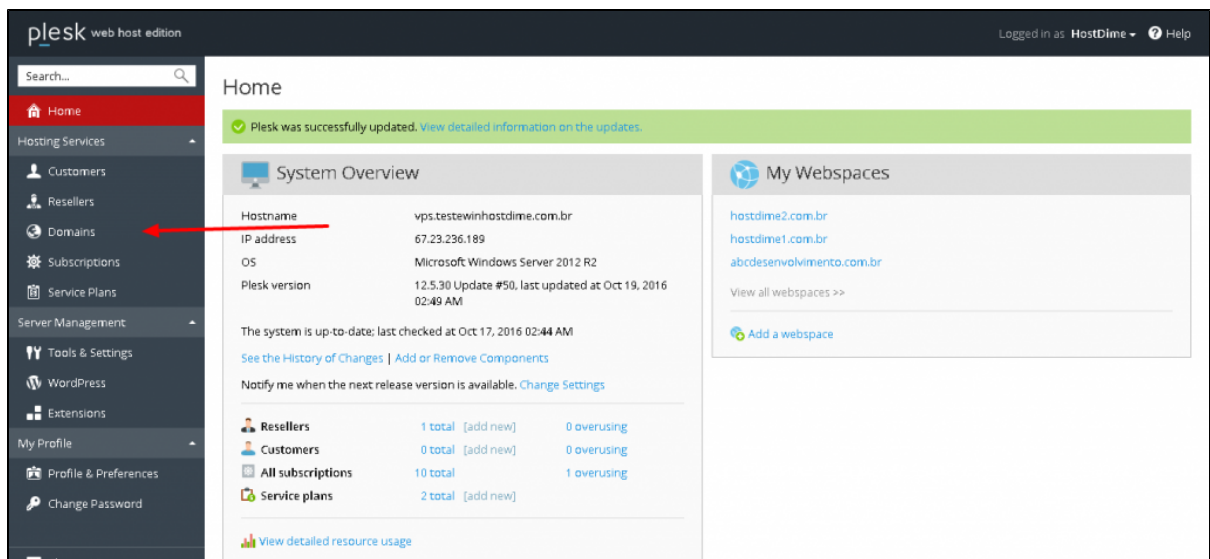 plesk web host edition
Logged in as HostDime
Help
Search...
Home
Hosting Services
Customers
Resellers
Domains
Subscriptions
Service Plans
Server Management
Tools & Settings
WordPress
Extensions
My Profile
Profile & Preferences
Change Password
Home
Plesk was successfully updated. View detailed information on the updates.
System Overview
Hostname vps.testewinhostdime.com.br
IP address 67.23.236.189
OS Microsoft Windows Server 2012 R2
Plesk version 12.5.30 Update #50, last updated at Oct 19, 2016
02:49 AM
The system is up-to-date; last checked at Oct 17, 2016 02:44 AM
See the History of Changes | Add or Remove Components
Notify me when the next release version is available. Change Settings
Resellers 1 total [add new] 0 overusing
Customers 0 total [add new] 0 overusing
All subscriptions 10 total 1 overusing
Service plans 2 total [add new]
View detailed resource usage
My Webspaces
hostdime2.com.br
hostdime1.com.br
abcdesenvolvimento.com.br
View all webspaces >>
Add a webspace